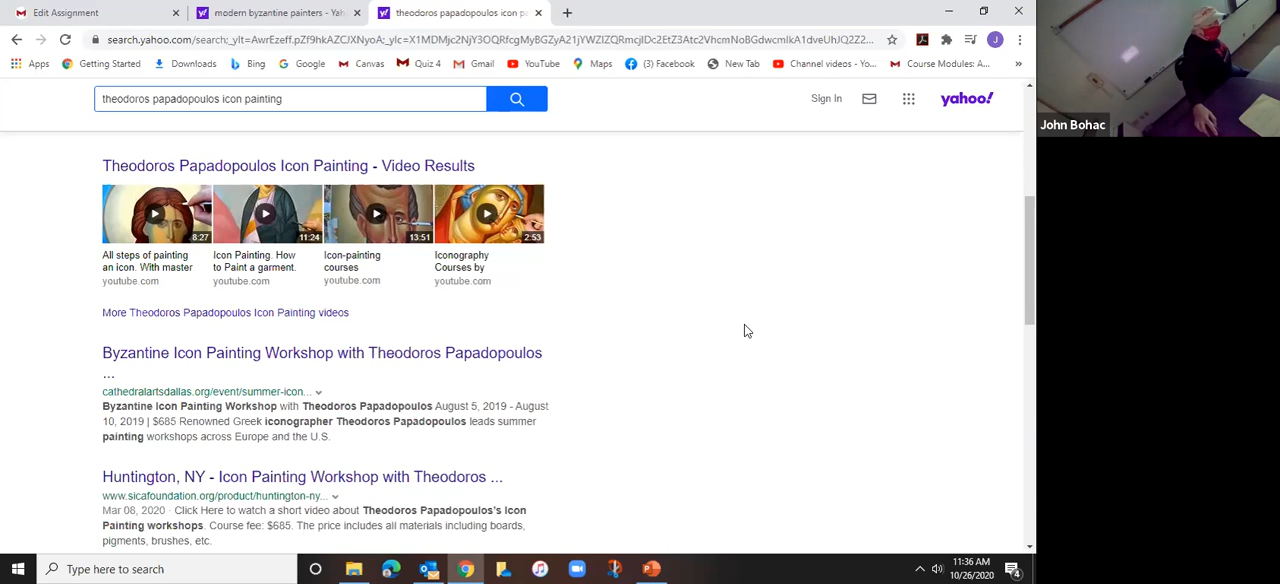 Edit Assignment
modern byzantine painters - Yah
theodoros papadopoulos icon pa
search.yahoo.com/search;_ylt=AwrEzeff.pZf9hkAZCJXNyoA;_ylc=X1MDMjc2NjY3OQRfcgMyBGZyA21jYWZlZQRmcjIDc2EtZ3Atc2VhcmNoBGdwcmlkA1dveUhJQ2Z2...
Apps
Getting Started
Downloads
Bing
Google
Canvas
Quiz 4
Gmail
YouTube
Maps
(3) Facebook
New Tab
Channel videos - Yo...
Course Modules: A...
theodoros papadopoulos icon painting
Sign In
yahoo!
John Bohac
Theodoros Papadopoulos Icon Painting - Video Results
8:27
11:24
13:51
2:53
All steps of painting
an icon. With master
youtube.com
Icon Painting. How
to Paint a garment.
youtube.com
Icon-painting
courses
youtube.com
Iconography
Courses by
youtube.com
More Theodoros Papadopoulos Icon Painting videos
Byzantine Icon Painting Workshop with Theodoros Papadopoulos
...
cathedralartsdallas.org/event/summer-icon...
Byzantine Icon Painting Workshop with Theodoros Papadopoulos August 5, 2019 - August
10, 2019 | $685 Renowned Greek iconographer Theodoros Papadopoulos leads summer
painting workshops across Europe and the U.S.
Huntington, NY - Icon Painting Workshop with Theodoros ...
www.sicafoundation.org/product/huntington-ny...
Mar 08, 2020 · Click Here to watch a short video about Theodoros Papadopoulos's Icon
Painting workshops. Course fee: $685. The price includes all materials including boards,
pigments, brushes, etc.
Type here to search
11:36 AM
10/26/2020
4